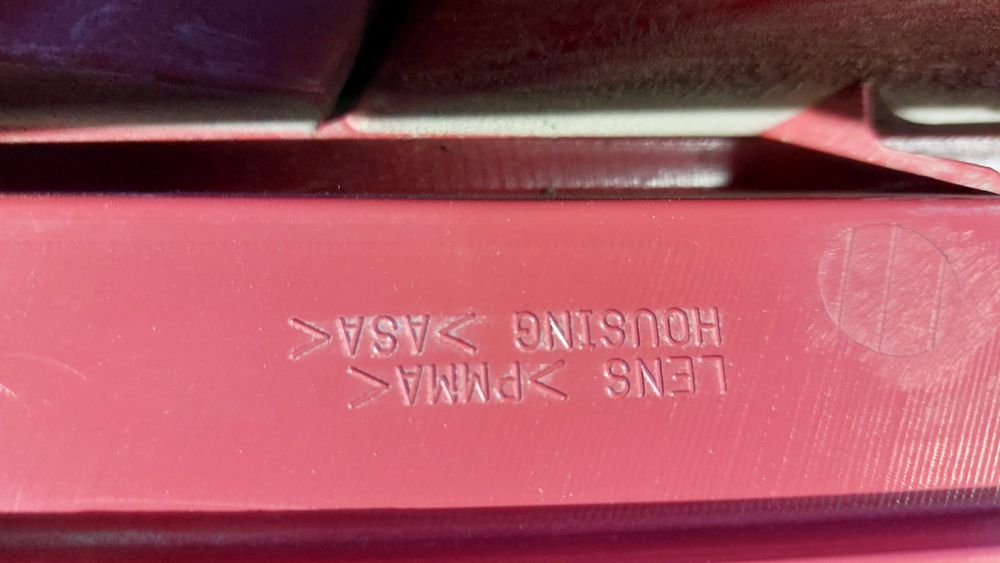 LENS >PMMA<
HOUSING >ASA<